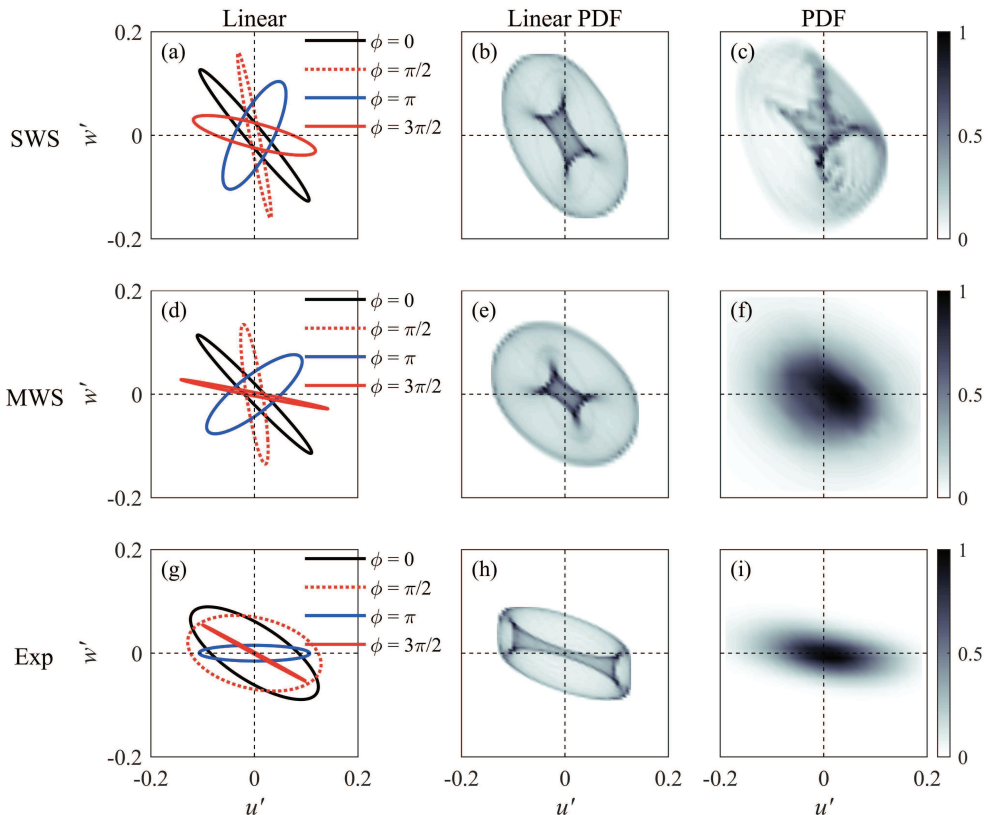 Linear Linear PDF PDF
SWS
w′
0.2
0
-0.2
(a)
ϕ = 0
ϕ = π/2
ϕ = π
ϕ = 3π/2
(b)
(c)
1
0.5
0
MWS
w′
0.2
0
-0.2
(d)
ϕ = 0
ϕ = π/2
ϕ = π
ϕ = 3π/2
(e)
(f)
1
0.5
0
Exp
w′
0.2
0
-0.2
(g)
ϕ = 0
ϕ = π/2
ϕ = π
ϕ = 3π/2
(h)
(i)
1
0.5
0
0 0.2 -0.2 0 0.2 -0.2 0 0.2
u′ u′ u′